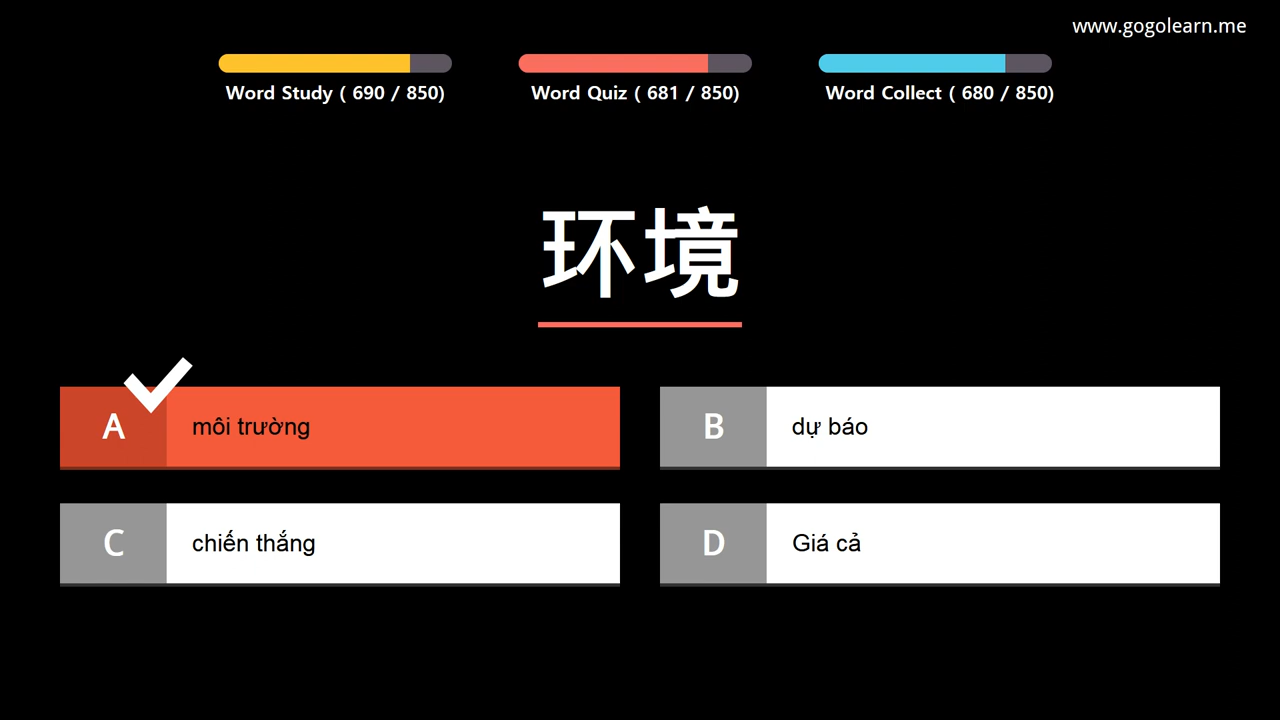 www.gogolearn.me
Word Study ( 690 / 850)
Word Quiz ( 681 / 850)
Word Collect ( 680 / 850)
环境
A môi trường
B dự báo
C chiến thắng
D Giá cả